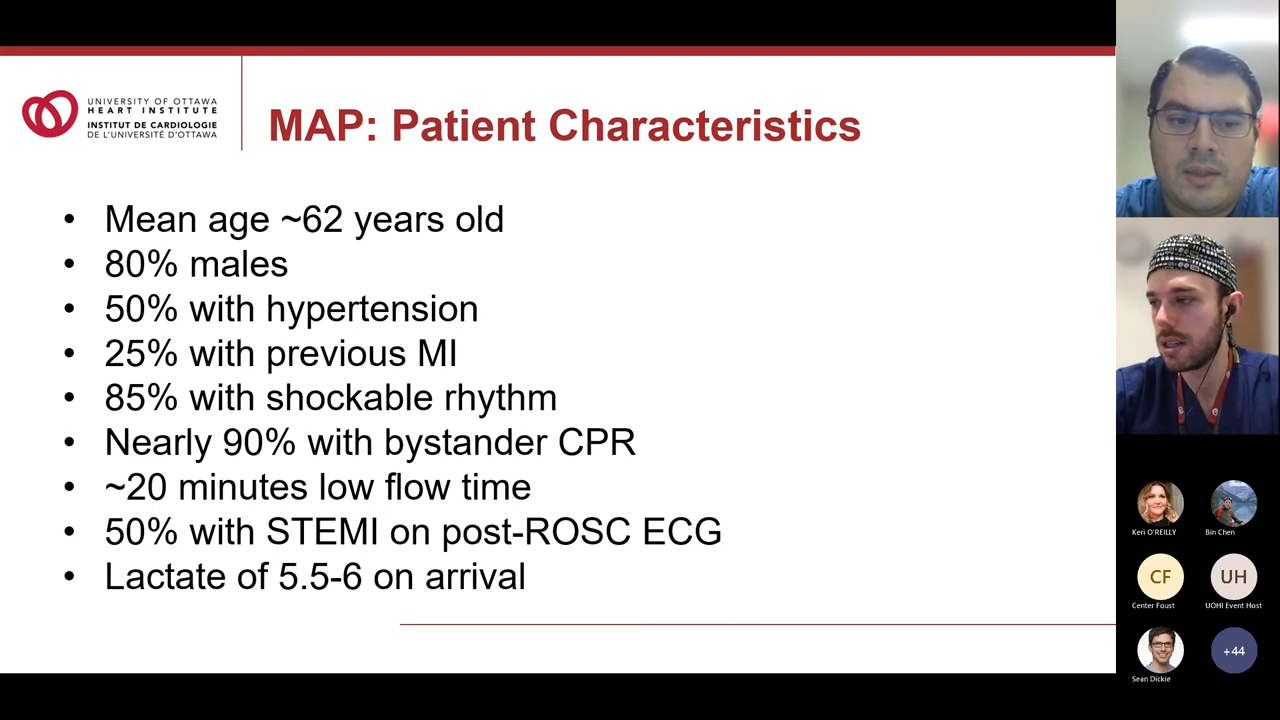 UNIVERSITY OF OTTAWA
HEART INSTITUTE
INSTITUT DE CARDIOLOGIE
DE L'UNIVERSITÉ D'OTTAWA
MAP: Patient Characteristics
• Mean age ~62 years old
• 80% males
• 50% with hypertension
• 25% with previous MI
• 85% with shockable rhythm
• Nearly 90% with bystander CPR
• ~20 minutes low flow time
• 50% with STEMI on post-ROSC ECG
• Lactate of 5.5-6 on arrival
Keri O'REILLY
Bin Chen
CF
Center Foust
UH
UOHI Event Host
Sean Dickie
+44